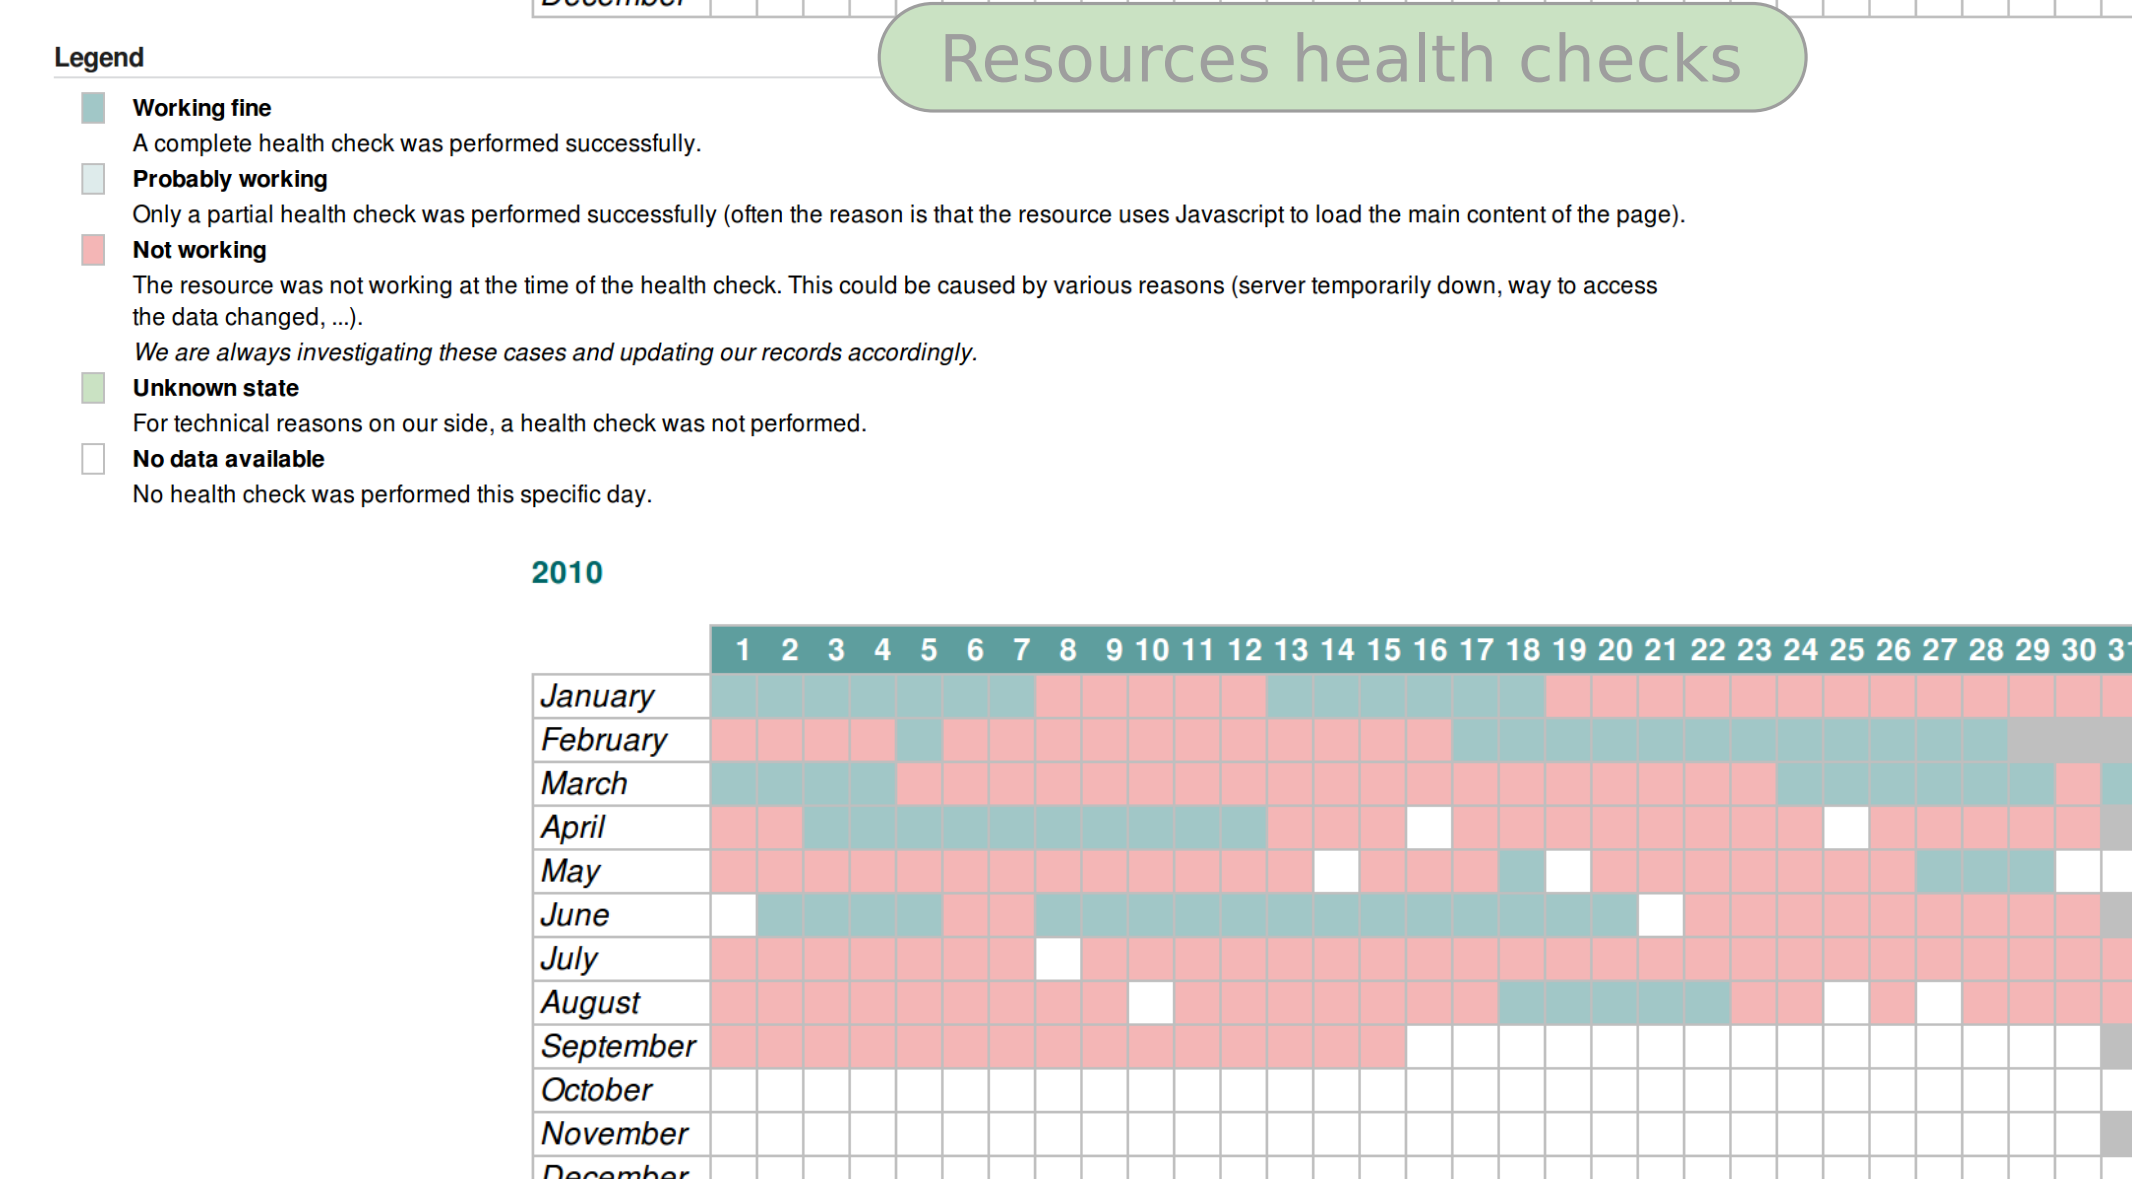 December
Resources health checks
Legend
Working fine
A complete health check was performed successfully.
Probably working
Only a partial health check was performed successfully (often the reason is that the resource uses Javascript to load the main content of the page).
Not working
The resource was not working at the time of the health check. This could be caused by various reasons (server temporarily down, way to access
the data changed, ...).
We are always investigating these cases and updating our records accordingly.
Unknown state
For technical reasons on our side, a health check was not performed.
No data available
No health check was performed this specific day.
2010
1 2 3 4 5 6 7 8 9 10 11 12 13 14 15 16 17 18 19 20 21 22 23 24 25 26 27 28 29 30 31
January
February
March
April
May
June
July
August
September
October
November
December